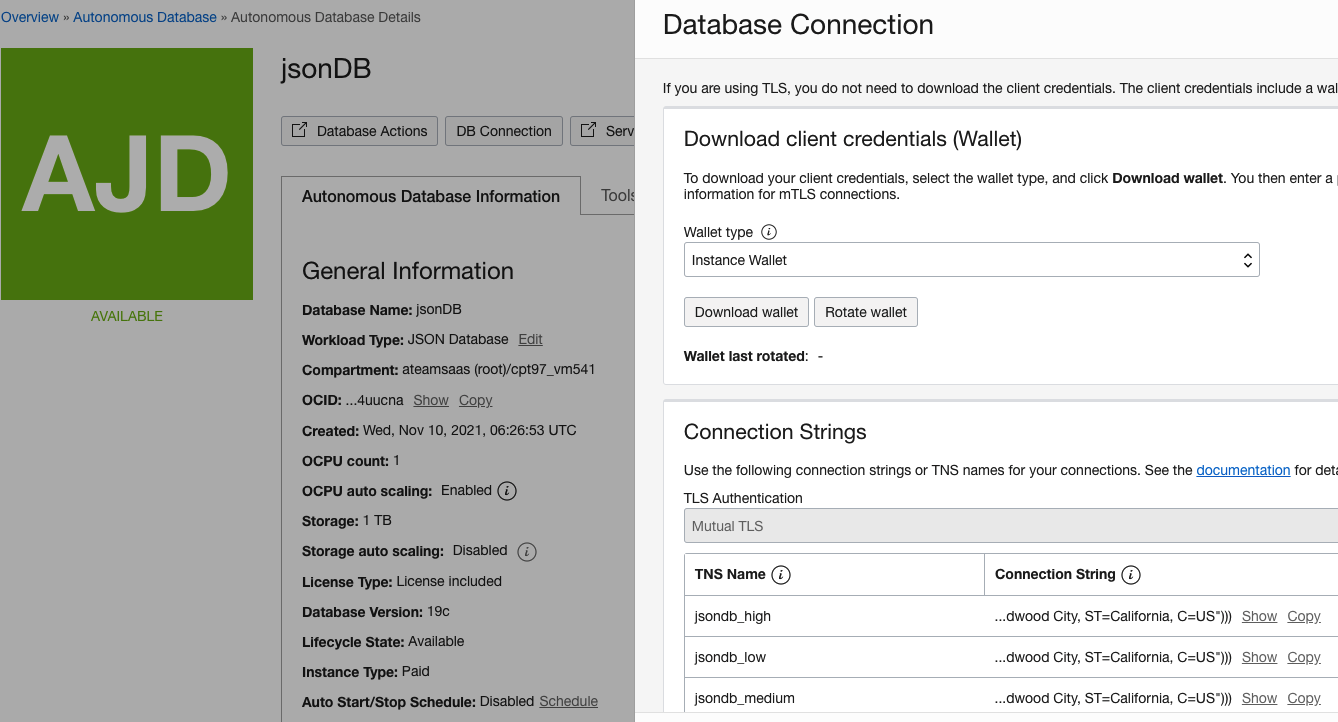 Overview » Autonomous Database » Autonomous Database Details
AJD
AVAILABLE
jsonDB
Database Actions
DB Connection
Serv
Autonomous Database Information
Tools
General Information
Database Name: jsonDB
Workload Type: JSON Database Edit
Compartment: ateamsaas (root)/cpt97_vm541
OCID: ...4uucna Show Copy
Created: Wed, Nov 10, 2021, 06:26:53 UTC
OCPU count: 1
OCPU auto scaling: Enabled
Storage: 1 TB
Storage auto scaling: Disabled
License Type: License included
Database Version: 19c
Lifecycle State: Available
Instance Type: Paid
Auto Start/Stop Schedule: Disabled Schedule
Database Connection
If you are using TLS, you do not need to download the client credentials. The client credentials include a wal
Download client credentials (Wallet)
To download your client credentials, select the wallet type, and click Download wallet. You then enter a p
information for mTLS connections.
Wallet type
Instance Wallet
Download wallet
Rotate wallet
Wallet last rotated: -
Connection Strings
Use the following connection strings or TNS names for your connections. See the documentation for deta
TLS Authentication
Mutual TLS
TNS Name Connection String
jsondb_high ...dwood City, ST=California, C=US"))) Show Copy
jsondb_low ...dwood City, ST=California, C=US"))) Show Copy
jsondb_medium ...dwood City, ST=California, C=US"))) Show Copy